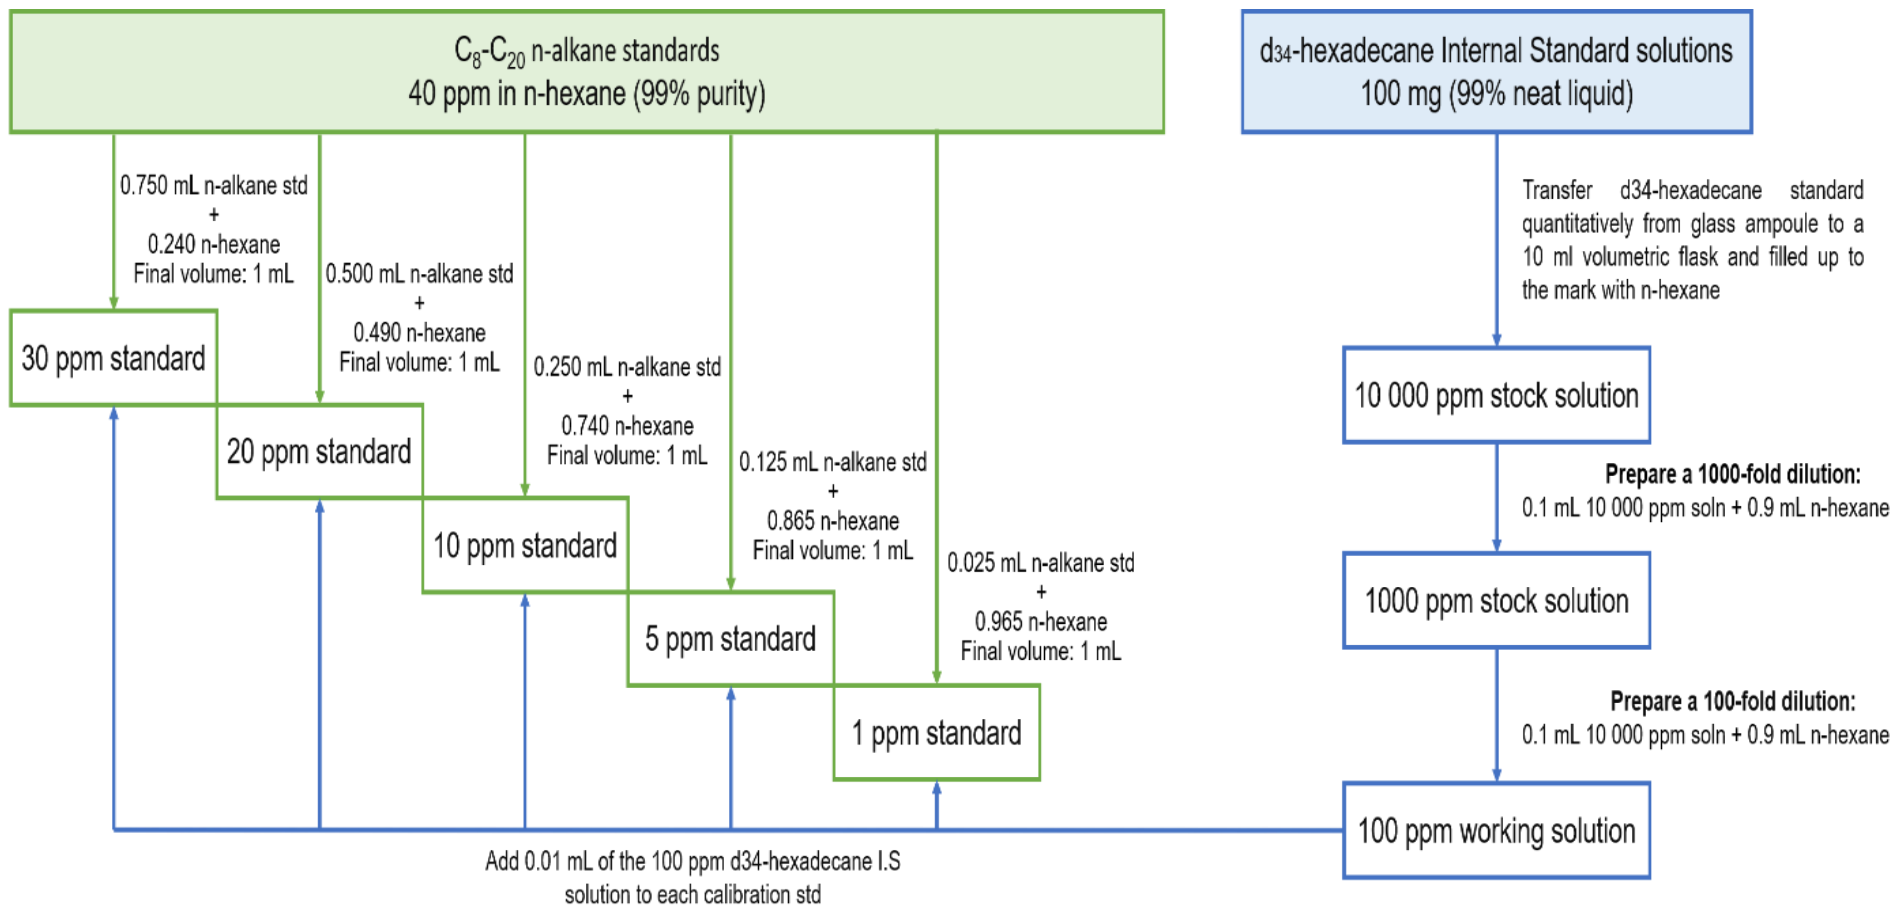 C₈-C₂₀ n-alkane standards
40 ppm in n-hexane (99% purity)
d34-hexadecane Internal Standard solutions
100 mg (99% neat liquid)
0.750 mL n-alkane std
+
0.240 n-hexane
Final volume: 1 mL
30 ppm standard
0.500 mL n-alkane std
+
0.490 n-hexane
Final volume: 1 mL
20 ppm standard
0.250 mL n-alkane std
+
0.740 n-hexane
Final volume: 1 mL
10 ppm standard
0.125 mL n-alkane std
+
0.865 n-hexane
Final volume: 1 mL
5 ppm standard
0.025 mL n-alkane std
+
0.965 n-hexane
Final volume: 1 mL
1 ppm standard
Transfer d34-hexadecane standard
quantitatively from glass ampoule to a
10 ml volumetric flask and filled up to
the mark with n-hexane
10 000 ppm stock solution
Prepare a 1000-fold dilution:
0.1 mL 10 000 ppm soln + 0.9 mL n-hexane
1000 ppm stock solution
Prepare a 100-fold dilution:
0.1 mL 10 000 ppm soln + 0.9 mL n-hexane
100 ppm working solution
Add 0.01 mL of the 100 ppm d34-hexadecane I.S
solution to each calibration std